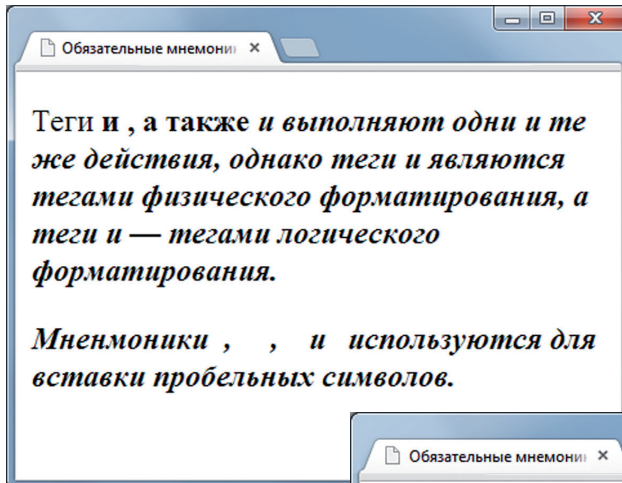 Обязательные мнемони
Теги и , а также и выполняют одни и те
же действия, однако теги и являются
тегами физического форматирования, а
теги и — тегами логического
форматирования.
Мненмоники , , и используются для
вставки пробельных символов.
Обязательные мнемони